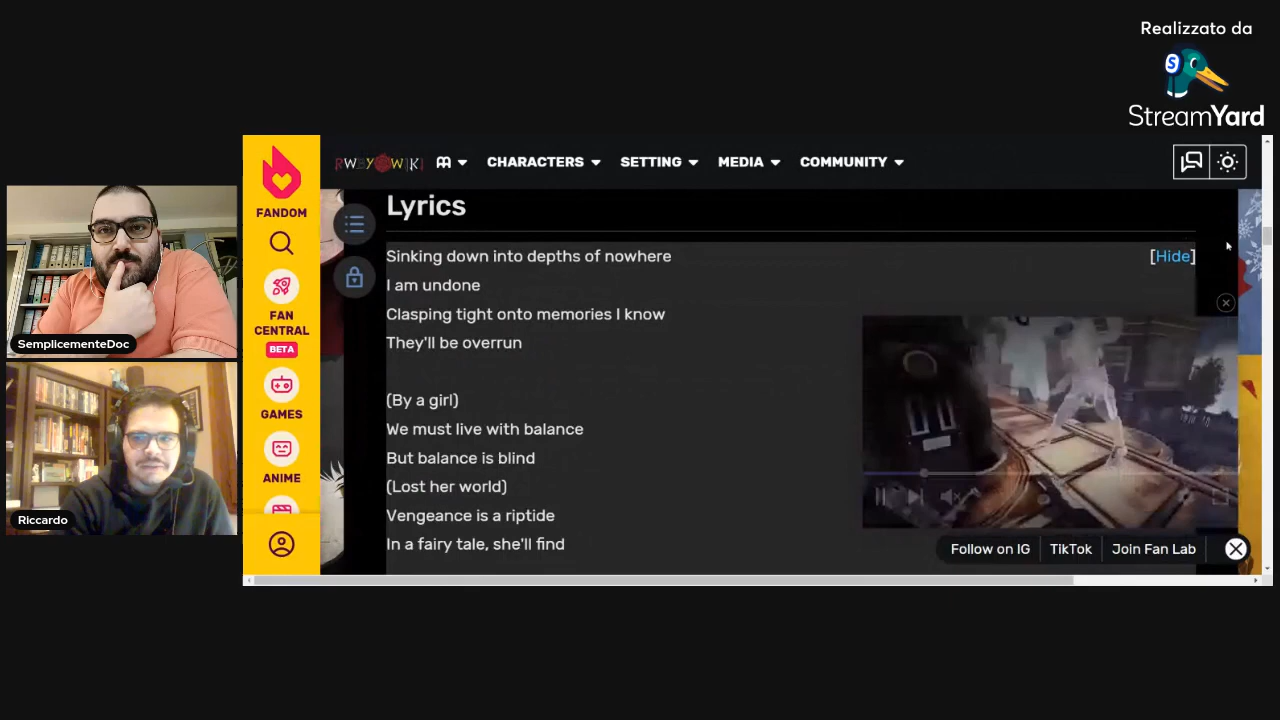 Realizzato da
StreamYard
RWBY WIKI
CHARACTERS
SETTING
MEDIA
COMMUNITY
FANDOM
FAN
CENTRAL
BETA
GAMES
ANIME
Lyrics
[Hide]
Sinking down into depths of nowhere
I am undone
Clasping tight onto memories I know
They'll be overrun
(By a girl)
We must live with balance
But balance is blind
(Lost her world)
Vengeance is a riptide
In a fairy tale, she'll find
Follow on IG
TikTok
Join Fan Lab
SemplicementeDoc
Riccardo